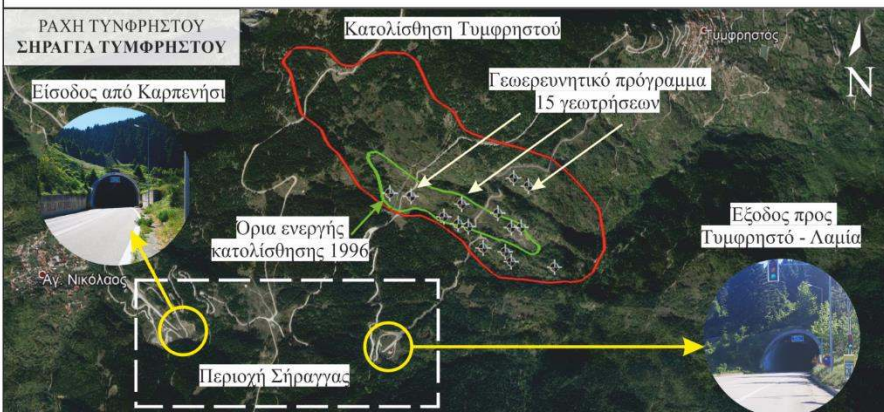 ΡΑΧΗ ΤΥΝΦΡΗΣΤΟΥ
ΣΗΡΑΓΓΑ ΤΥΜΦΡΗΣΤΟΥ
Κατολίσθηση Τυμφρηστού
Τυμφρηστός
Είσοδος από Καρπενήσι
Γεωερευνητικό πρόγραμμα
15 γεωτρήσεων
N
Όρια ενεργής
κατολίσθησης 1996
Έξοδος προς
Τυμφρηστό - Λαμία
Αγ. Νικόλαος
Περιοχή Σήραγγας